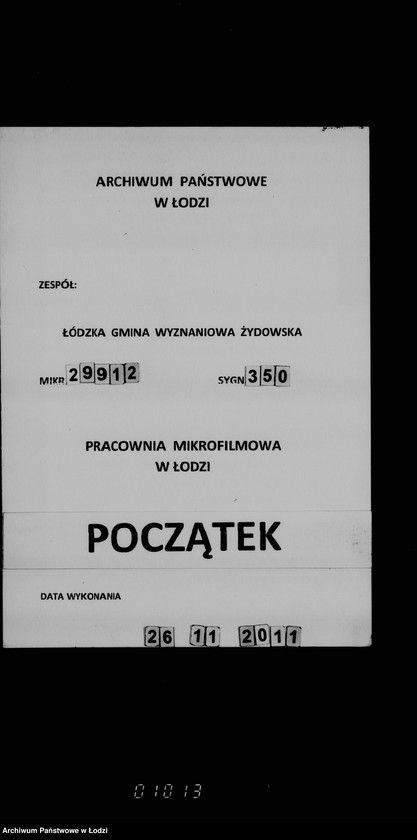 ARCHIWUM PAŃSTWOWE
W ŁODZI
ZESPÓŁ:
ŁÓDZKA GMINA WYZNANIOWA ŻYDOWSKA
MIKR. 29912 SYGN 350
PRACOWNIA MIKROFILMOWA
W ŁODZI
POCZĄTEK
DATA WYKONANIA
26 11 2011
01013
Archiwum Państwowe w Łodzi